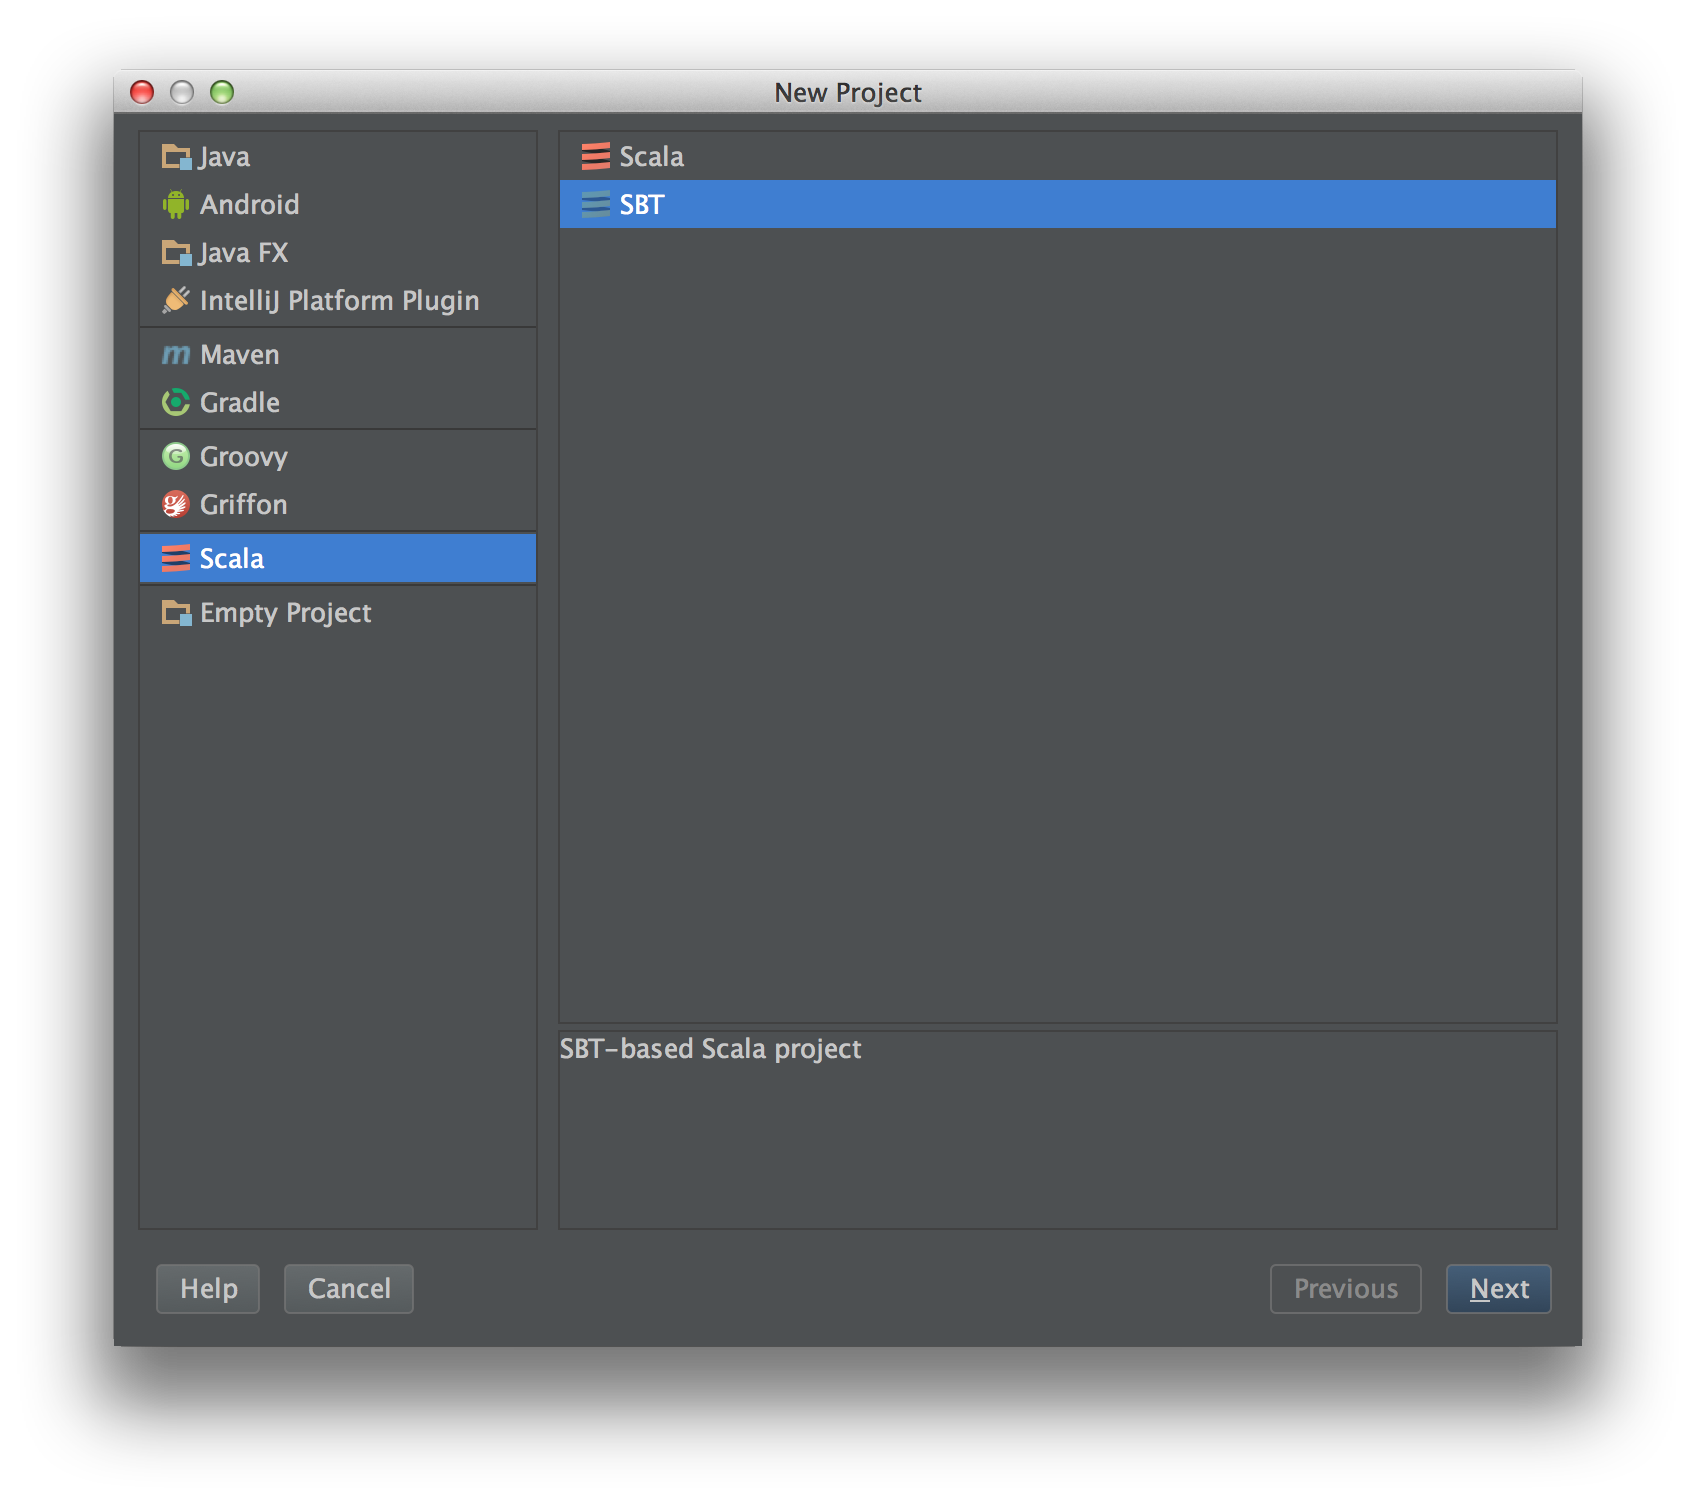 New Project
Java
Android
Java FX
IntelliJ Platform Plugin
Maven
Gradle
Groovy
Griffon
Scala
Empty Project
Scala
SBT
SBT-based Scala project
Help
Cancel
Previous
Next